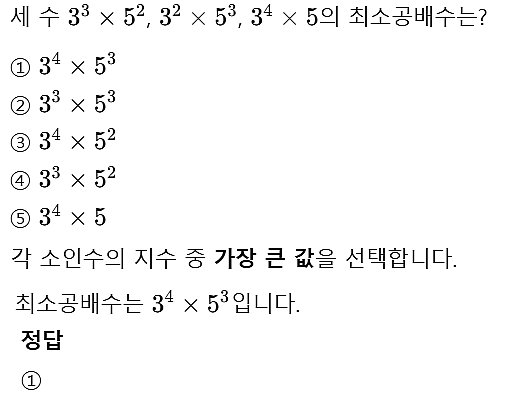 세 수 3³ × 5², 3² × 5³, 3⁴ × 5의 최소공배수는?
① 3⁴ × 5³
② 3³ × 5³
③ 3⁴ × 5²
④ 3³ × 5²
⑤ 3⁴ × 5
각 소인수의 지수 중 가장 큰 값을 선택합니다.
최소공배수는 3⁴ × 5³입니다.
정답
①